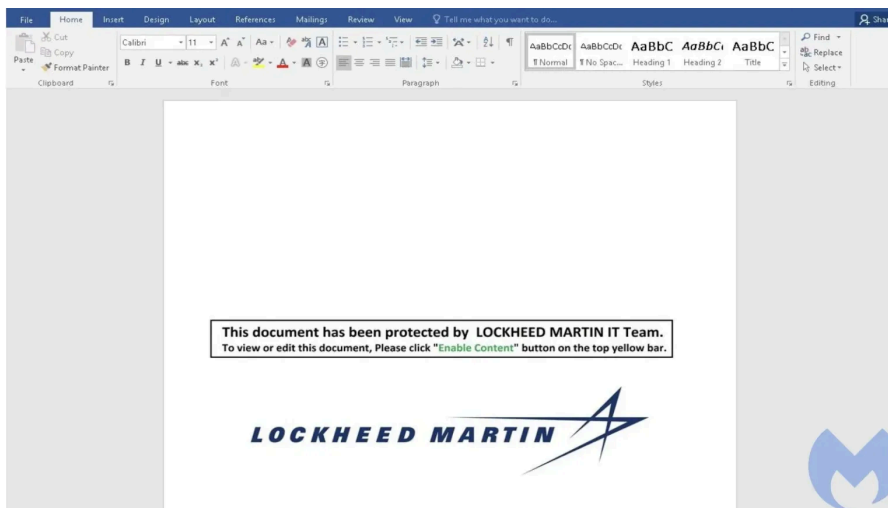 File Home Insert Design Layout References Mailings Review View Tell me what you want to do... Shar
Cut
Copy
Format Painter
Paste
Calibri 11
Clipboard Font Paragraph Styles Editing
AaBbCcDc AaBbCcDc AaBbC AaBbCc AaBbC
¶ Normal ¶ No Spac... Heading 1 Heading 2 Title
Find
Replace
Select
This document has been protected by LOCKHEED MARTIN IT Team.
To view or edit this document, Please click "Enable Content" button on the top yellow bar.
LOCKHEED MARTIN